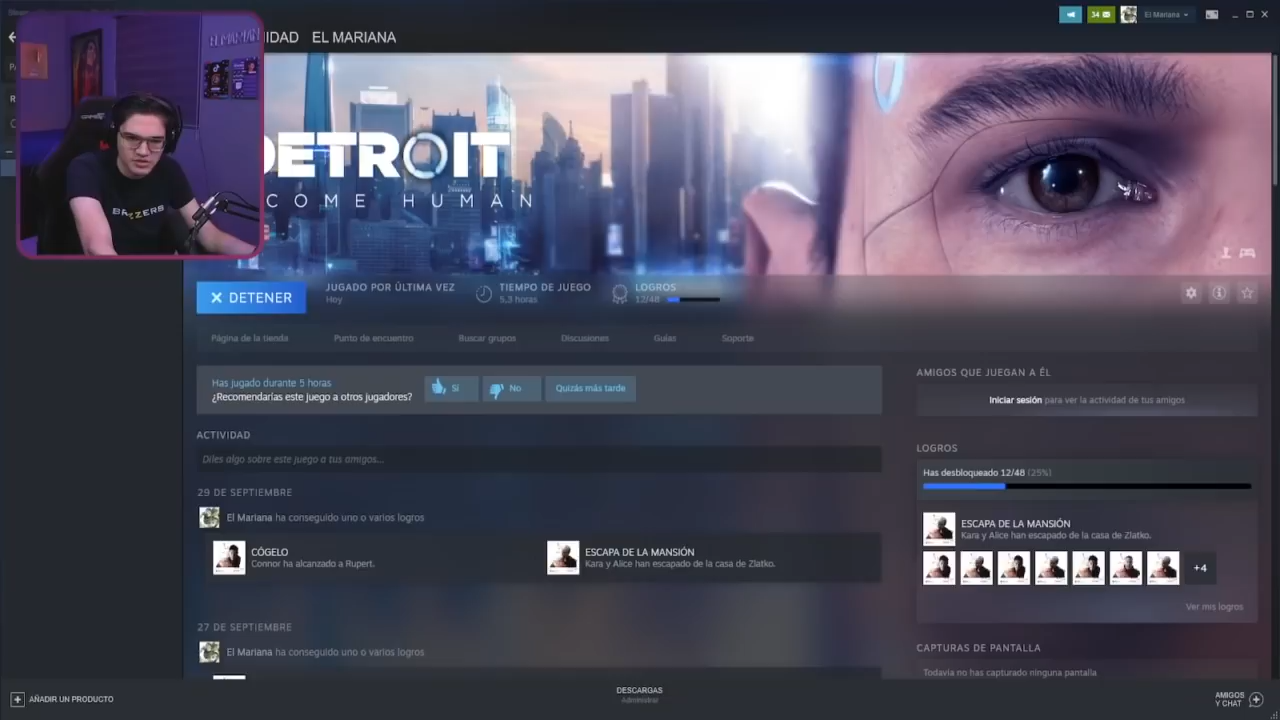 El Mariana
34
IDAD EL MARIANA
EL MARIANA
BRAZZERS
DETROIT
COME HUMAN
DETENER
JUGADO POR ÚLTIMA VEZ
Hoy
TIEMPO DE JUEGO
5,3 horas
LOGROS
12/48
Página de la tienda
Punto de encuentro
Buscar grupos
Discusiones
Guías
Soporte
Has jugado durante 5 horas
¿Recomendarías este juego a otros jugadores?
Sí
No
Quizás más tarde
AMIGOS QUE JUEGAN A ÉL
Iniciar sesión para ver la actividad de tus amigos
ACTIVIDAD
Diles algo sobre este juego a tus amigos...
LOGROS
Has desbloqueado 12/48 (25%)
29 DE SEPTIEMBRE
El Mariana ha conseguido uno o varios logros
CÓGELO
Connor ha alcanzado a Rupert.
ESCAPA DE LA MANSIÓN
Kara y Alice han escapado de la casa de Zlatko.
ESCAPA DE LA MANSIÓN
Kara y Alice han escapado de la casa de Zlatko.
+4
Ver mis logros
27 DE SEPTIEMBRE
El Mariana ha conseguido uno o varios logros
CAPTURAS DE PANTALLA
Todavía no has capturado ninguna pantalla
AÑADIR UN PRODUCTO
DESCARGAS
Administrar
AMIGOS
Y CHAT